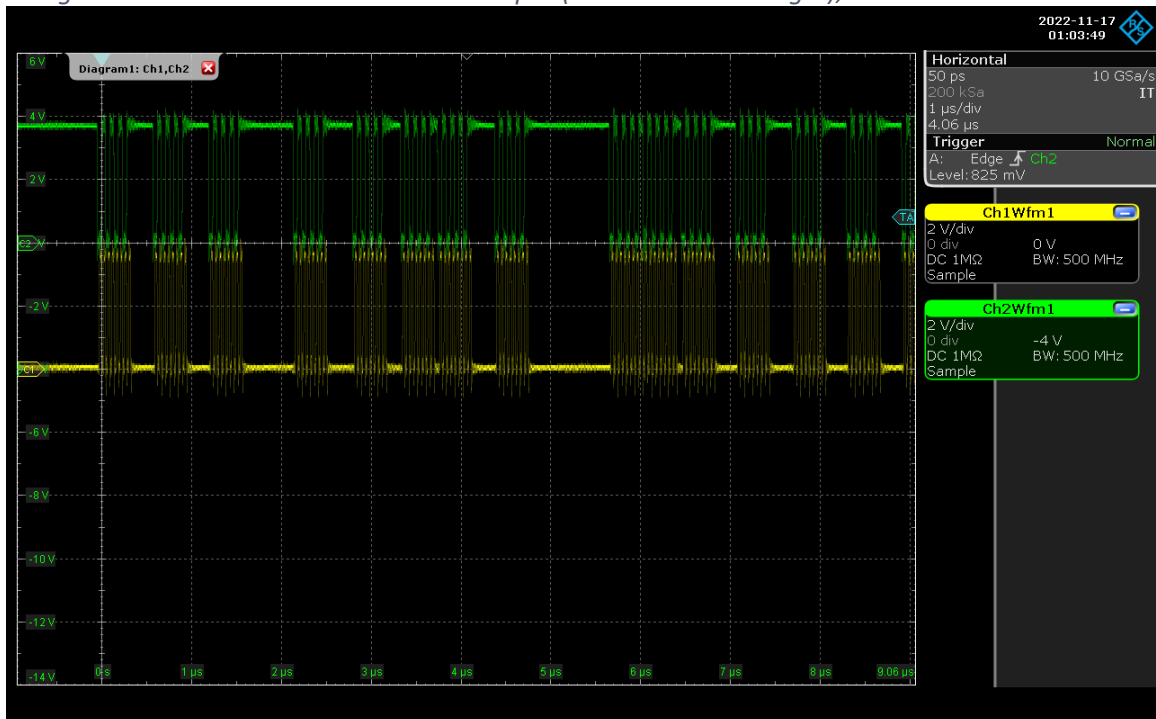 2022-11-17
01:03:49
Diagram1: Ch1,Ch2
6 V
4 V
2 V
C2
V
-2 V
C1
-6 V
-8 V
-10 V
-12 V
-14 V
0 s
1 µs
2 µs
3 µs
4 µs
5 µs
6 µs
7 µs
8 µs
9.06 µs
TA
Horizontal
50 ps 10 GSa/s
200 kSa IT
1 µs/div
4.06 µs
Trigger Normal
A: Edge Ch2
Level: 825 mV
Ch1Wfm1
2 V/div
0 div 0 V
DC 1MΩ BW: 500 MHz
Sample
Ch2Wfm1
2 V/div
0 div -4 V
DC 1MΩ BW: 500 MHz
Sample